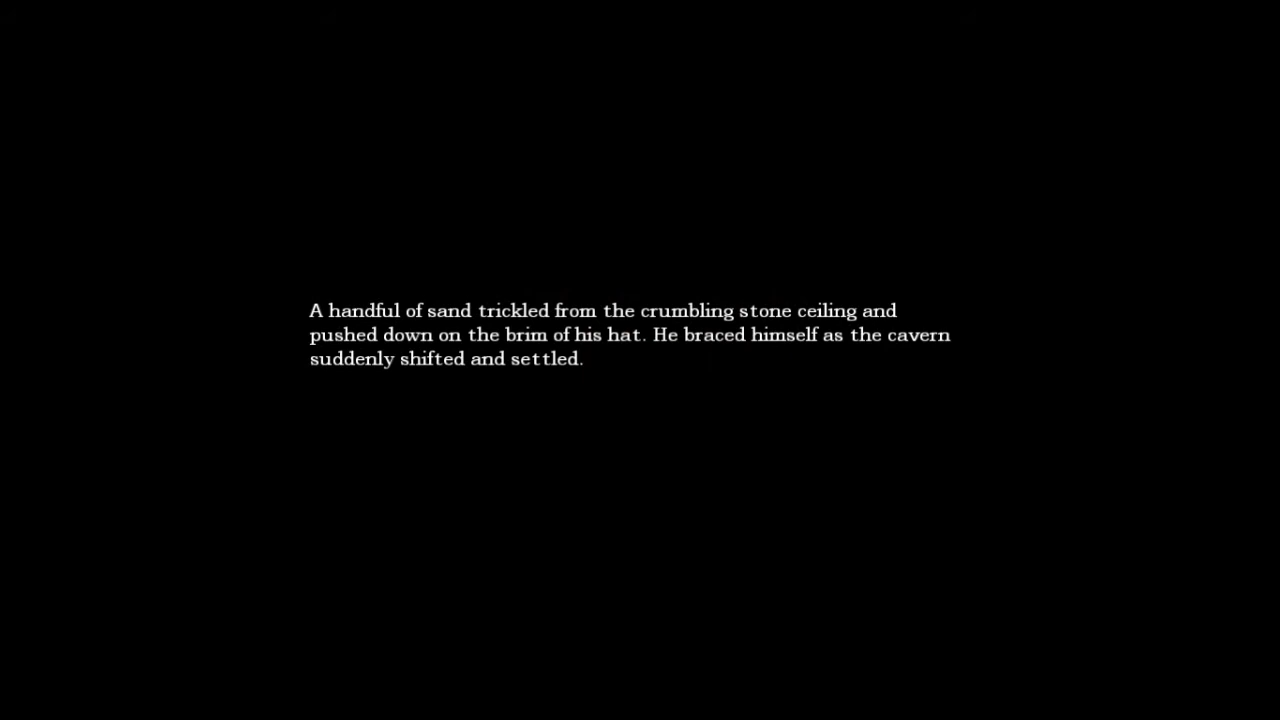 A handful of sand trickled from the crumbling stone ceiling and
pushed down on the brim of his hat. He braced himself as the cavern
suddenly shifted and settled.